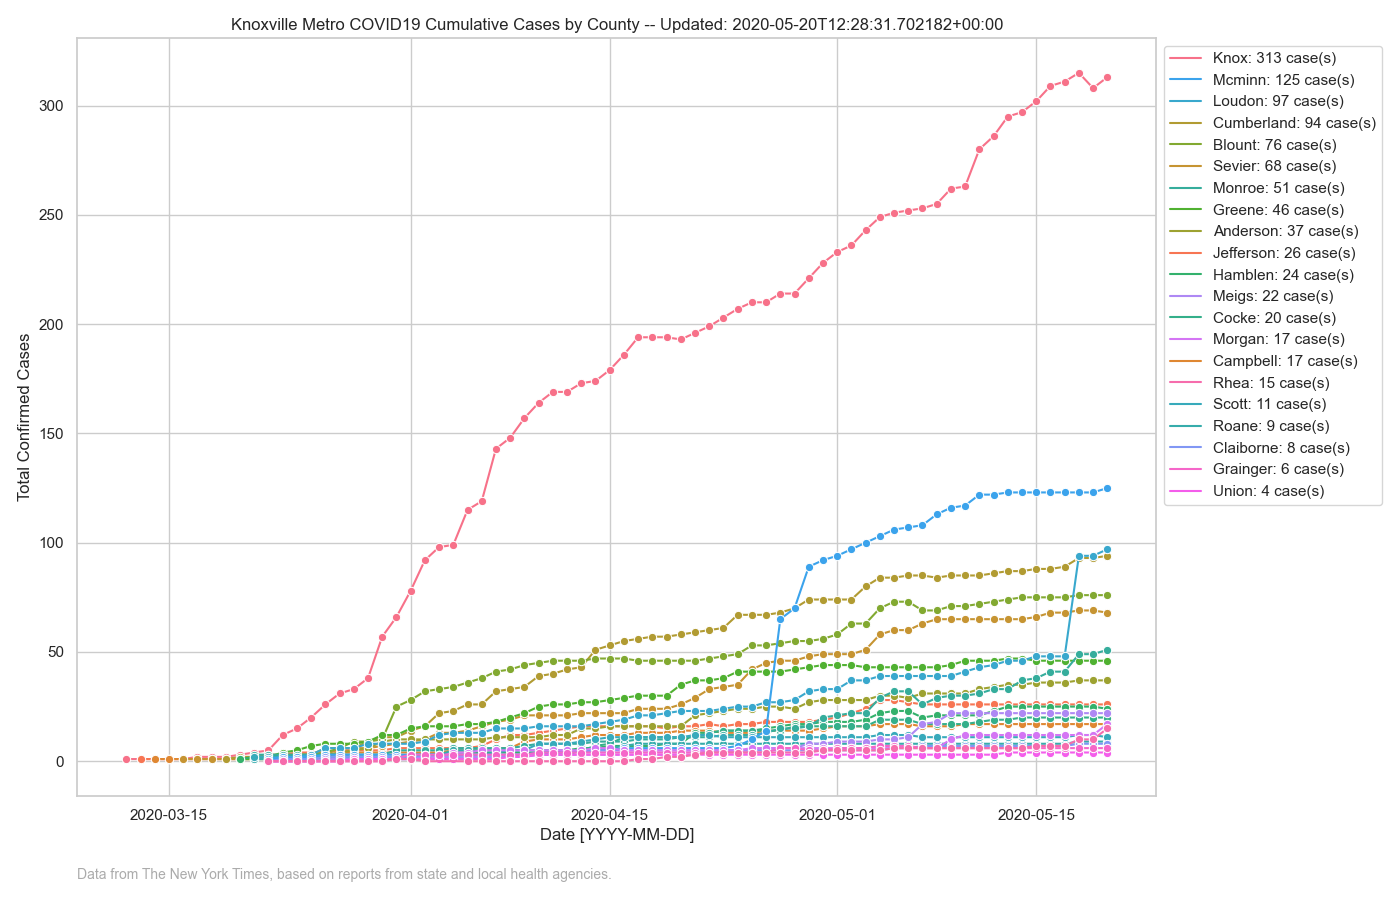 Knoxville Metro COVID19 Cumulative Cases by County -- Updated: 2020-05-20T12:28:31.702182+00:00
Knox: 313 case(s)
Mcminn: 125 case(s)
Loudon: 97 case(s)
Cumberland: 94 case(s)
Blount: 76 case(s)
Sevier: 68 case(s)
Monroe: 51 case(s)
Greene: 46 case(s)
Anderson: 37 case(s)
Jefferson: 26 case(s)
Hamblen: 24 case(s)
Meigs: 22 case(s)
Cocke: 20 case(s)
Morgan: 17 case(s)
Campbell: 17 case(s)
Rhea: 15 case(s)
Scott: 11 case(s)
Roane: 9 case(s)
Claiborne: 8 case(s)
Grainger: 6 case(s)
Union: 4 case(s)
Total Confirmed Cases
300
250
200
150
100
50
0
2020-03-15
2020-04-01
2020-04-15
2020-05-01
2020-05-15
Date [YYYY-MM-DD]
Data from The New York Times, based on reports from state and local health agencies.